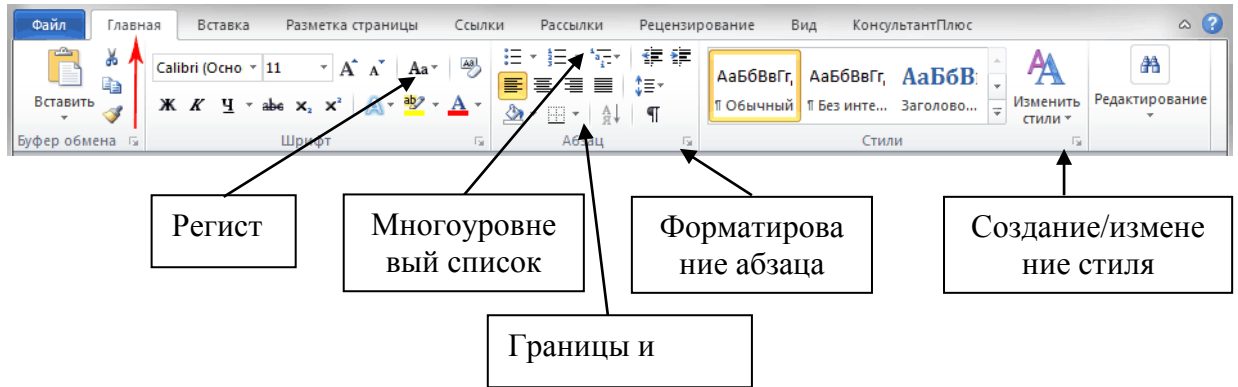 Файл Главная Вставка Разметка страницы Ссылки Рассылки Рецензирование Вид КонсультантПлюс
Calibri (Осно 11 А А Аа
Ж К Ч abc x₂ x² A ab A
Вставить
АаБбВвГг, АаБбВвГг, АаБбВ
¶ Обычный ¶ Без инте... Заголово...
Изменить стили
Редактирование
Буфер обмена Шрифт Абзац Стили
Регист
Многоуровне
вый список
Форматирова
ние абзаца
Создание/измене
ние стиля
Границы и